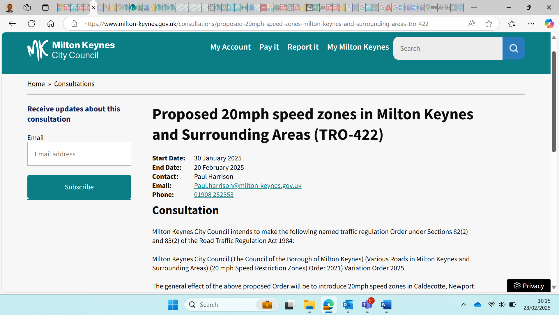 https://www.milton-keynes.gov.uk/consultations/proposed-20mph-speed-zones-milton-keynes-and-surrounding-areas-tro-422
Milton Keynes
City Council
My Account Pay it Report it My Milton Keynes
Search
Home » Consultations
Receive updates about this
consultation
Email
Email address
Subscribe
Proposed 20mph speed zones in Milton Keynes
and Surrounding Areas (TRO-422)
Start Date: 30 January 2025
End Date: 20 February 2025
Contact: Paul Harrison
Email: Paul.harrison@milton-keynes.gov.uk
Phone: 01908 252353
Consultation
Milton Keynes City Council intends to make the following named traffic regulation Order under Sections 82(2)
and 83(2) of the Road Traffic Regulation Act 1984:
Milton Keynes City Council (The Council of the Borough of Milton Keynes) (Various Roads in Milton Keynes and
Surrounding Areas) (20 mph Speed Restriction Zones) Order 2021) Variation Order 2025
The general effect of the above proposed Order will be to introduce 20mph speed zones in Caldecotte, Newport
Privacy
Search